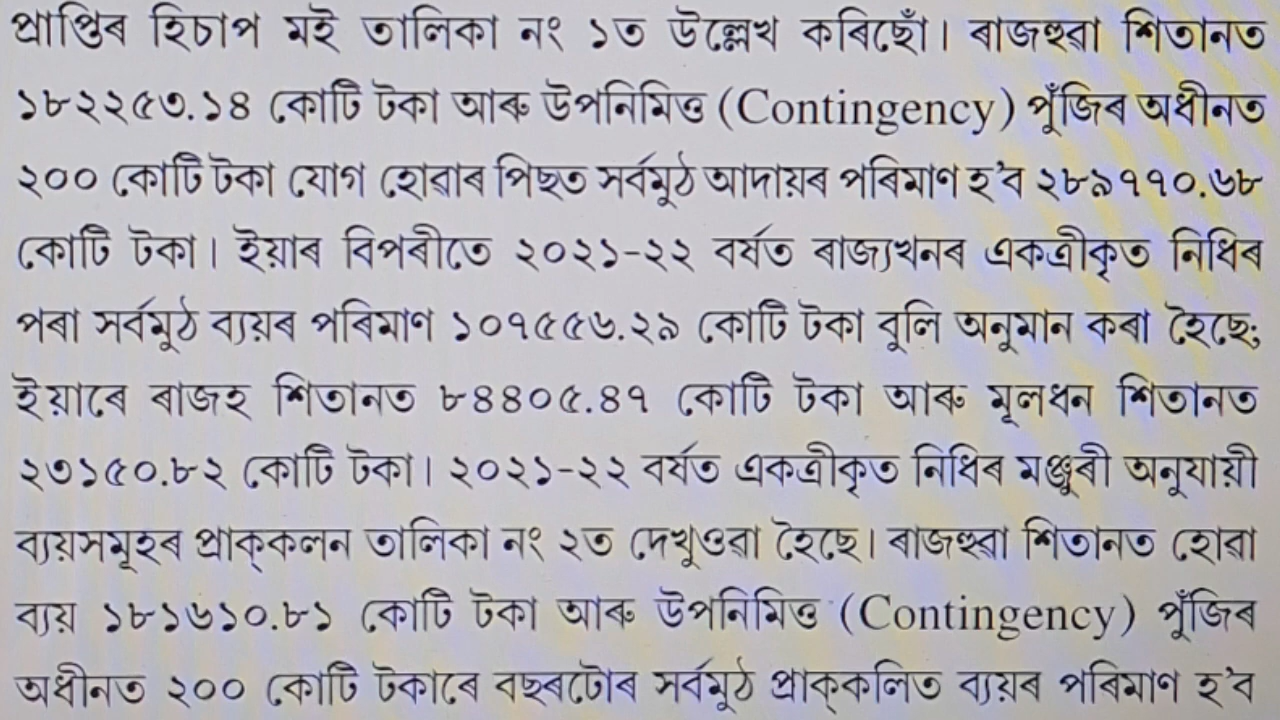 প্ৰাপ্তিৰ হিচাপ মই তালিকা নং ১ত উল্লেখ কৰিছোঁ। ৰাজহুৱা শিতানত
১৮২২৫৩.১৪ কোটি টকা আৰু উপনিমিত্ত (Contingency) পুঁজিৰ অধীনত
২০০ কোটি টকা যোগ হোৱাৰ পিছত সৰ্বমুঠ আদায়ৰ পৰিমাণ হ'ব ২৮৯৭৭০.৬৮
কোটি টকা। ইয়াৰ বিপৰীতে ২০২১-২২ বৰ্ষত ৰাজ্যখনৰ একত্ৰীকৃত নিধিৰ
পৰা সৰ্বমুঠ ব্যয়ৰ পৰিমাণ ১০৭৫৫৬.২৯ কোটি টকা বুলি অনুমান কৰা হৈছে;
ইয়াৰে ৰাজহ শিতানত ৮৪৪০৫.৪৭ কোটি টকা আৰু মূলধন শিতানত
২৩১৫০.৮২ কোটি টকা। ২০২১-২২ বৰ্ষত একত্ৰীকৃত নিধিৰ মঞ্জুৰী অনুযায়ী
ব্যয়সমূহৰ প্ৰাক্কলন তালিকা নং ২ত দেখুওৱা হৈছে। ৰাজহুৱা শিতানত হোৱা
ব্যয় ১৮১৬১০.৮১ কোটি টকা আৰু উপনিমিত্ত (Contingency) পুঁজিৰ
অধীনত ২০০ কোটি টকাৰে বছৰটোৰ সৰ্বমুঠ প্ৰাক্কলিত ব্যয়ৰ পৰিমাণ হ'ব